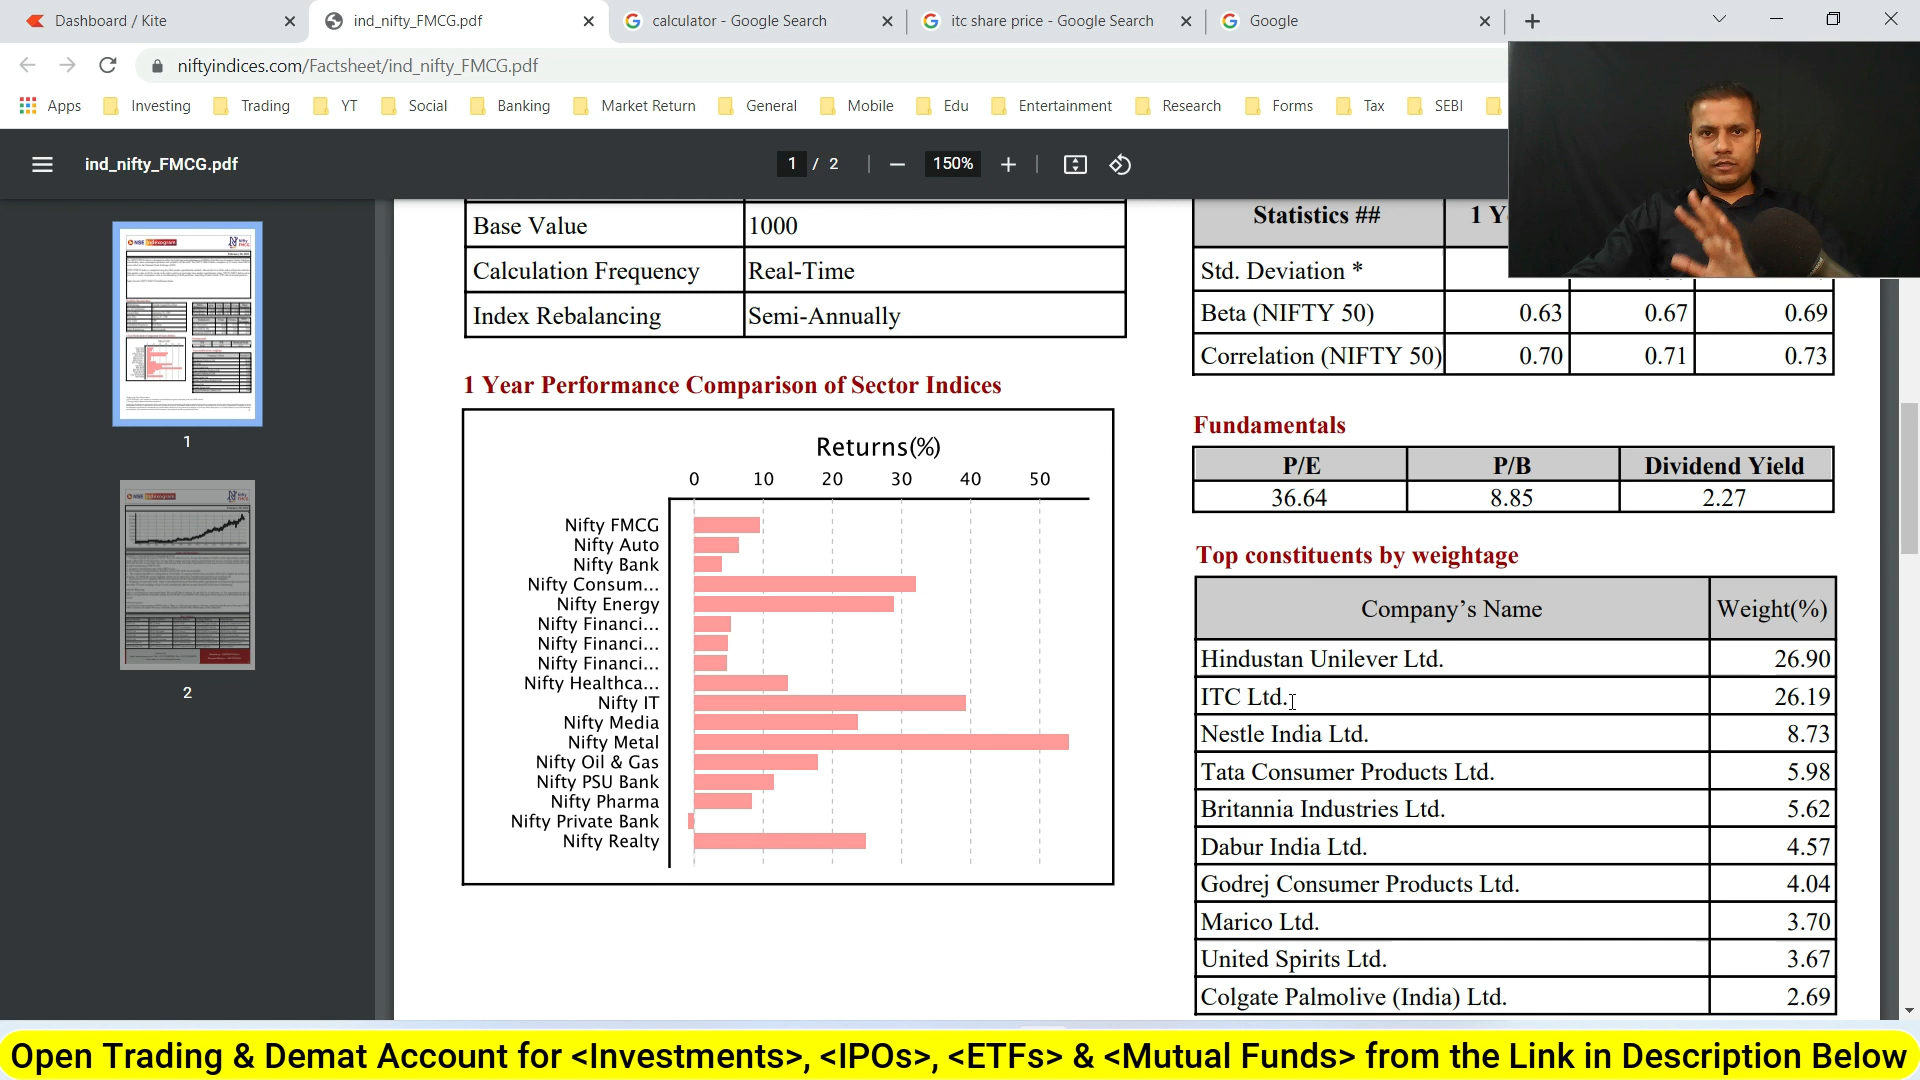 Dashboard / Kite
ind_nifty_FMCG.pdf
calculator - Google Search
itc share price - Google Search
Google
niftyindices.com/Factsheet/ind_nifty_FMCG.pdf
Apps
Investing
Trading
YT
Social
Banking
Market Return
General
Mobile
Edu
Entertainment
Research
Forms
Tax
SEBI
ind_nifty_FMCG.pdf
1 / 2
150%
1
2
Base Value 1000
Calculation Frequency Real-Time
Index Rebalancing Semi-Annually
1 Year Performance Comparison of Sector Indices
Returns(%)
0 10 20 30 40 50
Nifty FMCG
Nifty Auto
Nifty Bank
Nifty Consum...
Nifty Energy
Nifty Financi...
Nifty Financi...
Nifty Financi...
Nifty Healthca...
Nifty IT
Nifty Media
Nifty Metal
Nifty Oil & Gas
Nifty PSU Bank
Nifty Pharma
Nifty Private Bank
Nifty Realty
Statistics ## 1 Y
Std. Deviation *
Beta (NIFTY 50) 0.63 0.67 0.69
Correlation (NIFTY 50) 0.70 0.71 0.73
Fundamentals
P/E P/B Dividend Yield
36.64 8.85 2.27
Top constituents by weightage
Company’s Name Weight(%)
Hindustan Unilever Ltd. 26.90
ITC Ltd. 26.19
Nestle India Ltd. 8.73
Tata Consumer Products Ltd. 5.98
Britannia Industries Ltd. 5.62
Dabur India Ltd. 4.57
Godrej Consumer Products Ltd. 4.04
Marico Ltd. 3.70
United Spirits Ltd. 3.67
Colgate Palmolive (India) Ltd. 2.69
Open Trading & Demat Account for <Investments>, <IPOs>, <ETFs> & <Mutual Funds> from the Link in Description Below